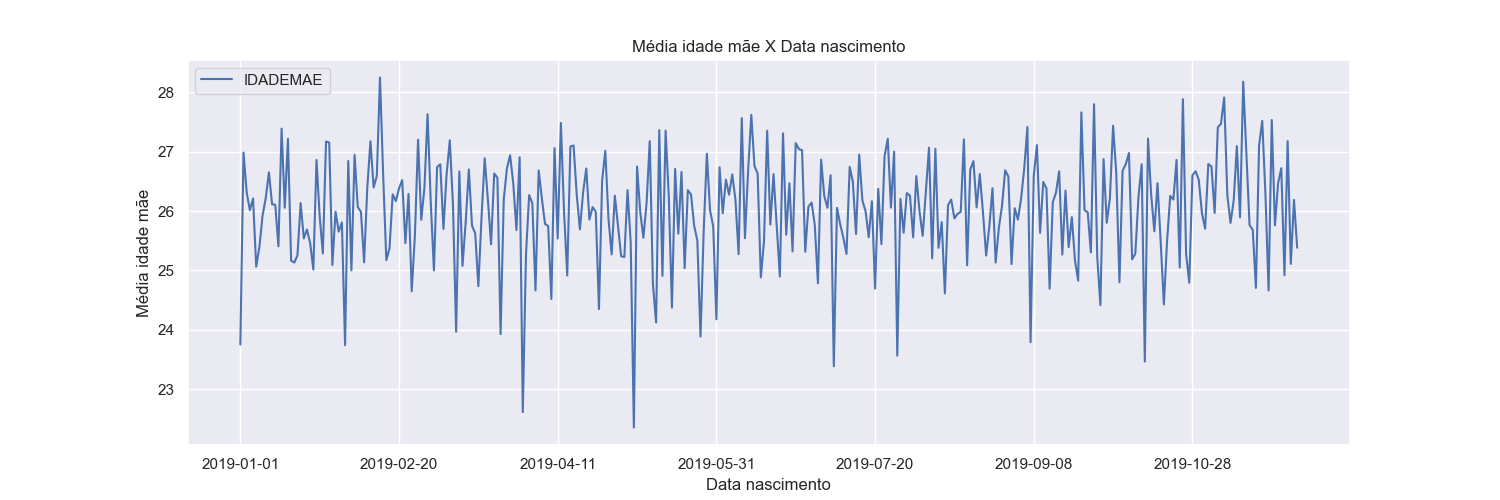 Média idade mãe X Data nascimento
IDADEMAE
Média idade mãe
28
27
26
25
24
23
2019-01-01 2019-02-20 2019-04-11 2019-05-31 2019-07-20 2019-09-08 2019-10-28
Data nascimento